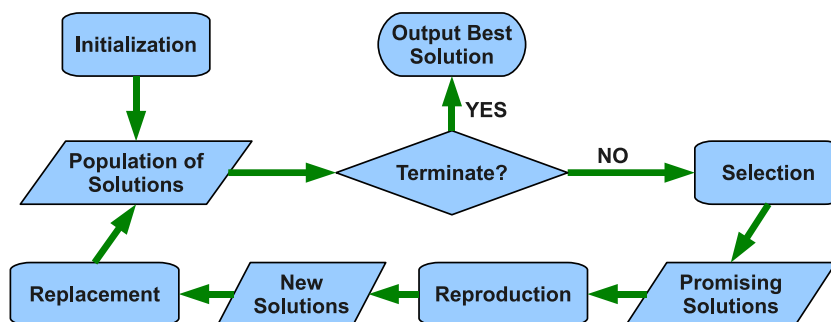 Initialization
Output Best
Solution
YES
Population of
Solutions
Terminate?
NO
Selection
Replacement
New
Solutions
Reproduction
Promising
Solutions